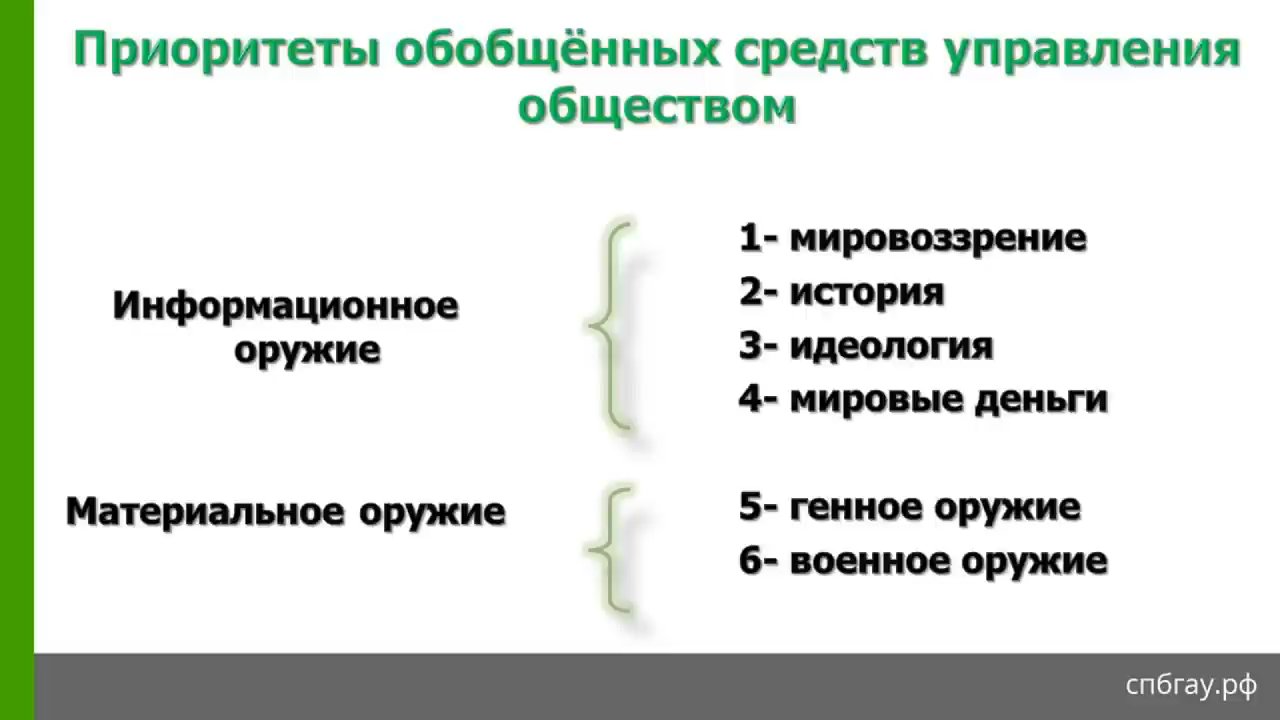 Приоритеты обобщённых средств управления
обществом
Информационное
оружие
1- мировоззрение
2- история
3- идеология
4- мировые деньги
Материальное оружие
5- генное оружие
6- военное оружие
спбгау.рф